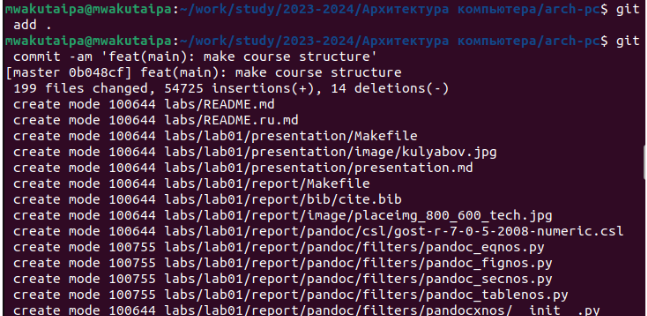 mwakutaipa@mwakutaipa:~/work/study/2023-2024/Архитектура компьютера/arch-pc$ git
add .
mwakutaipa@mwakutaipa:~/work/study/2023-2024/Архитектура компьютера/arch-pc$ git
commit -am 'feat(main): make course structure'
[master 0b048cf] feat(main): make course structure
199 files changed, 54725 insertions(+), 14 deletions(-)
create mode 100644 labs/README.md
create mode 100644 labs/README.ru.md
create mode 100644 labs/lab01/presentation/Makefile
create mode 100644 labs/lab01/presentation/image/kulyabov.jpg
create mode 100644 labs/lab01/presentation/presentation.md
create mode 100644 labs/lab01/report/Makefile
create mode 100644 labs/lab01/report/bib/cite.bib
create mode 100644 labs/lab01/report/image/placeimg_800_600_tech.jpg
create mode 100644 labs/lab01/report/pandoc/csl/gost-r-7-0-5-2008-numeric.csl
create mode 100755 labs/lab01/report/pandoc/filters/pandoc_eqnos.py
create mode 100755 labs/lab01/report/pandoc/filters/pandoc_fignos.py
create mode 100755 labs/lab01/report/pandoc/filters/pandoc_secnos.py
create mode 100755 labs/lab01/report/pandoc/filters/pandoc_tablenos.py
create mode 100644 labs/lab01/report/pandoc/filters/pandocxnos/__init__.py